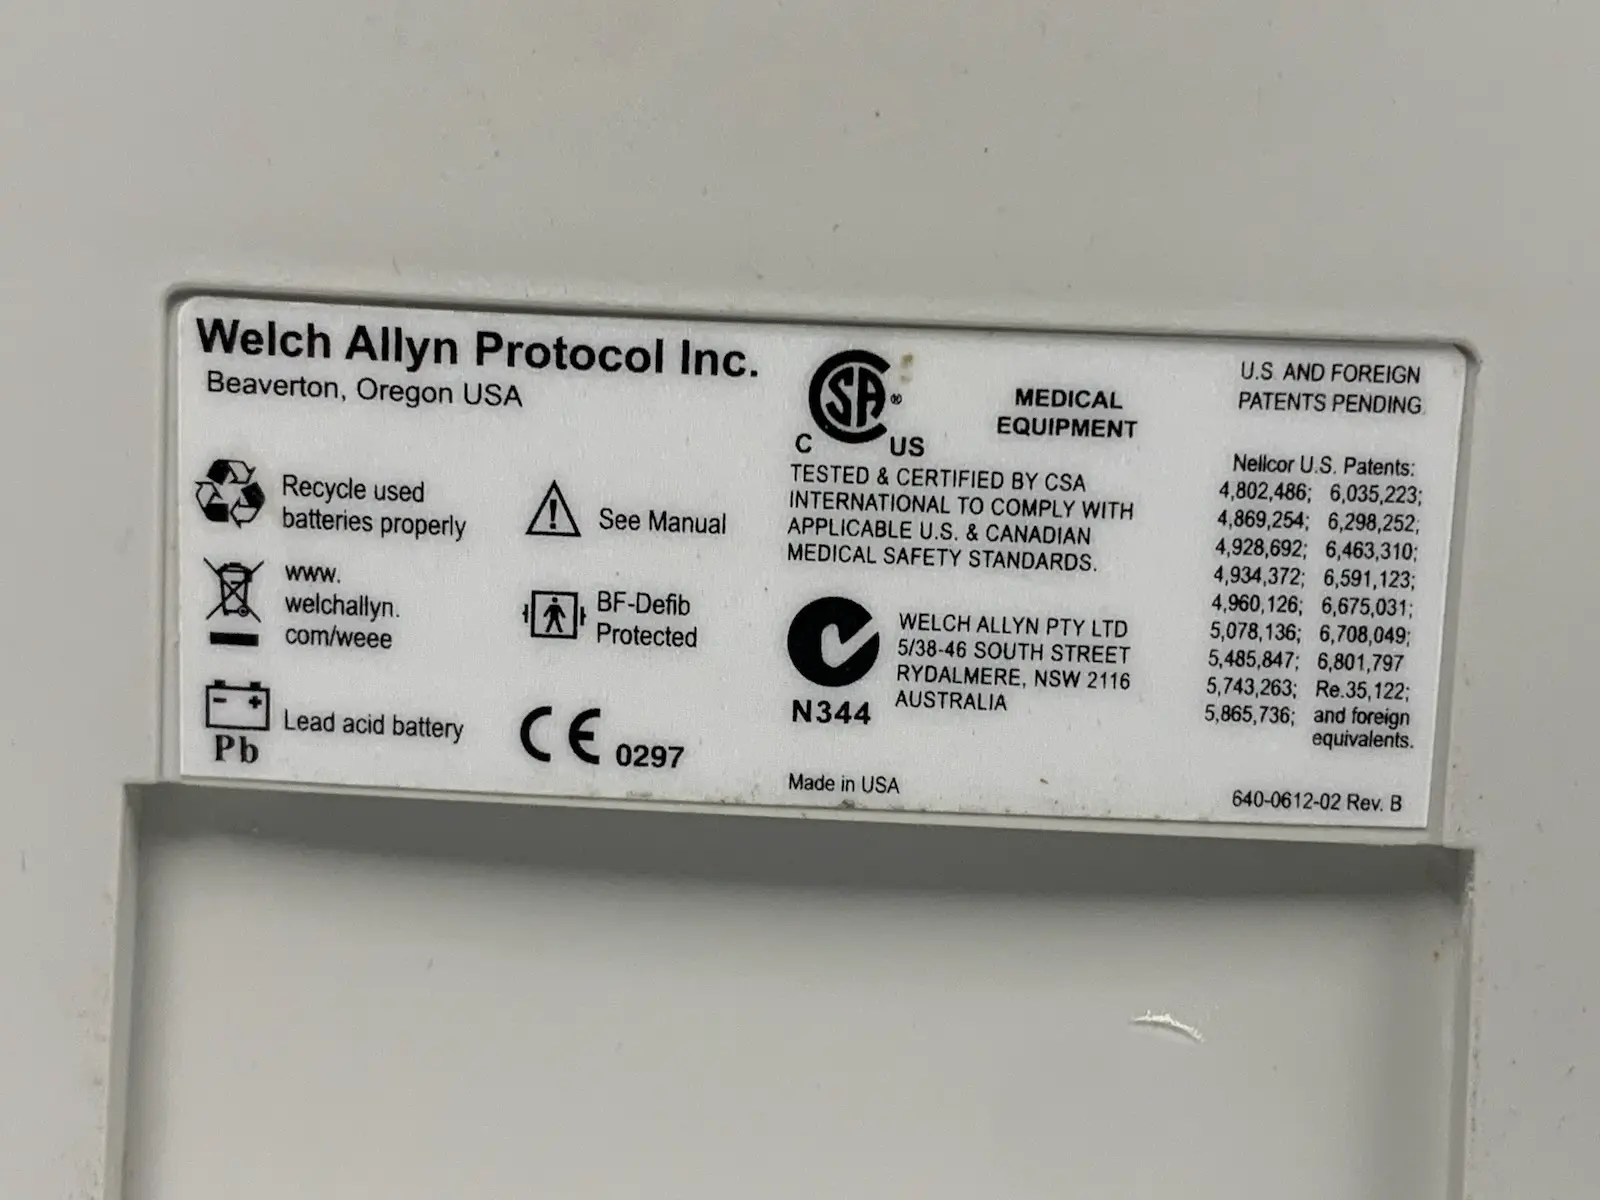 Welch Allyn Protocol Inc.
Beaverton, Oregon USA
Recycle used
batteries properly
www.
welchallyn.
com/weee
Pb
Lead acid battery
See Manual
BF-Defib
Protected
CE 0297
CSA®
C US
MEDICAL
EQUIPMENT
TESTED & CERTIFIED BY CSA
INTERNATIONAL TO COMPLY WITH
APPLICABLE U.S. & CANADIAN
MEDICAL SAFETY STANDARDS.
N344
WELCH ALLYN PTY LTD
5/38-46 SOUTH STREET
RYDALMERE, NSW 2116
AUSTRALIA
Made in USA
U.S. AND FOREIGN
PATENTS PENDING.
Nellcor U.S. Patents:
4,802,486; 6,035,223;
4,869,254; 6,298,252;
4,928,692; 6,463,310;
4,934,372; 6,591,123;
4,960,126; 6,675,031;
5,078,136; 6,708,049;
5,485,847; 6,801,797
5,743,263; Re.35,122;
5,865,736; and foreign
equivalents.
640-0612-02 Rev. B